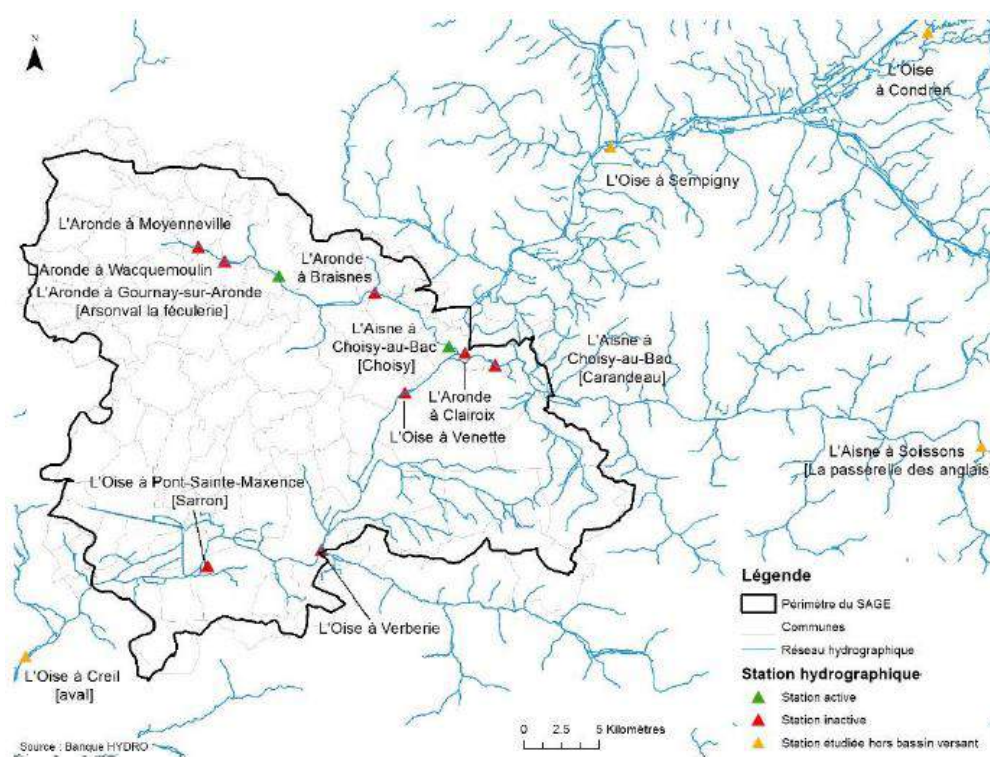 N
L'Oise
à Condren
L'Oise à Sempigny
L'Aronde à Moyenneville
L'Aronde à Wacquemoulin
L'Aronde
à Braisnes
L'Aronde à Gournay-sur-Aronde
[Arsonval la féculerie]
L'Aisne à
Choisy-au-Bac
[Choisy]
L'Aisne à
Choisy-au-Bac
[Carandeau]
L'Aronde
à Clairoix
L'Oise à Venette
L'Aisne à Soissons
[La passerelle des anglais]
L'Oise à Pont-Sainte-Maxence
[Sarron]
L'Oise à Verberie
L'Oise à Creil
[aval]
Légende
Périmètre du SAGE
Communes
Réseau hydrographique
Station hydrographique
Station active
Station inactive
Station étudiée hors bassin versant
0 2.5 5 Kilomètres
Source : Banque HYDRO